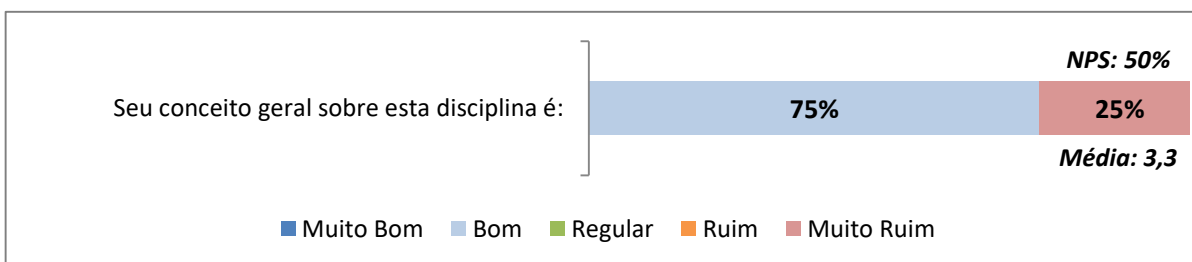 NPS: 50%
Seu conceito geral sobre esta disciplina é:
75%
25%
Média: 3,3
Muito Bom
Bom
Regular
Ruim
Muito Ruim